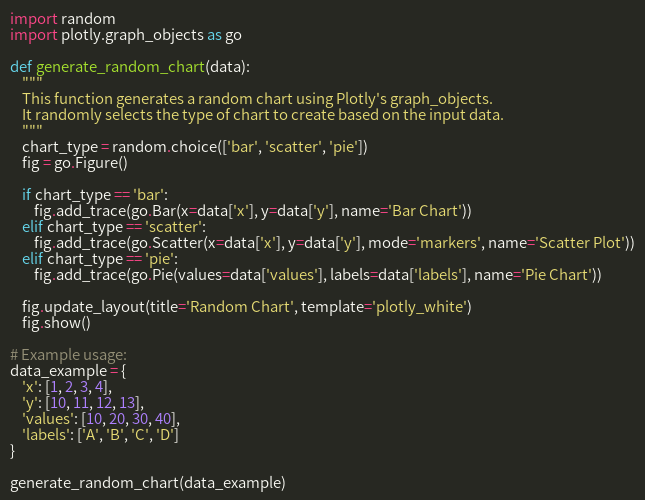 import random
import plotly.graph_objects as go

def generate_random_chart(data):
    """
    This function generates a random chart using Plotly's graph_objects.
    It randomly selects the type of chart to create based on the input data.
    """
    chart_type = random.choice(['bar', 'scatter', 'pie'])
    fig = go.Figure()

    if chart_type == 'bar':
        fig.add_trace(go.Bar(x=data['x'], y=data['y'], name='Bar Chart'))
    elif chart_type == 'scatter':
        fig.add_trace(go.Scatter(x=data['x'], y=data['y'], mode='markers', name='Scatter Plot'))
    elif chart_type == 'pie':
        fig.add_trace(go.Pie(values=data['values'], labels=data['labels'], name='Pie Chart'))

    fig.update_layout(title='Random Chart', template='plotly_white')
    fig.show()

# Example usage:
data_example = {
    'x': [1, 2, 3, 4],
    'y': [10, 11, 12, 13],
    'values': [10, 20, 30, 40],
    'labels': ['A', 'B', 'C', 'D']
}

generate_random_chart(data_example)